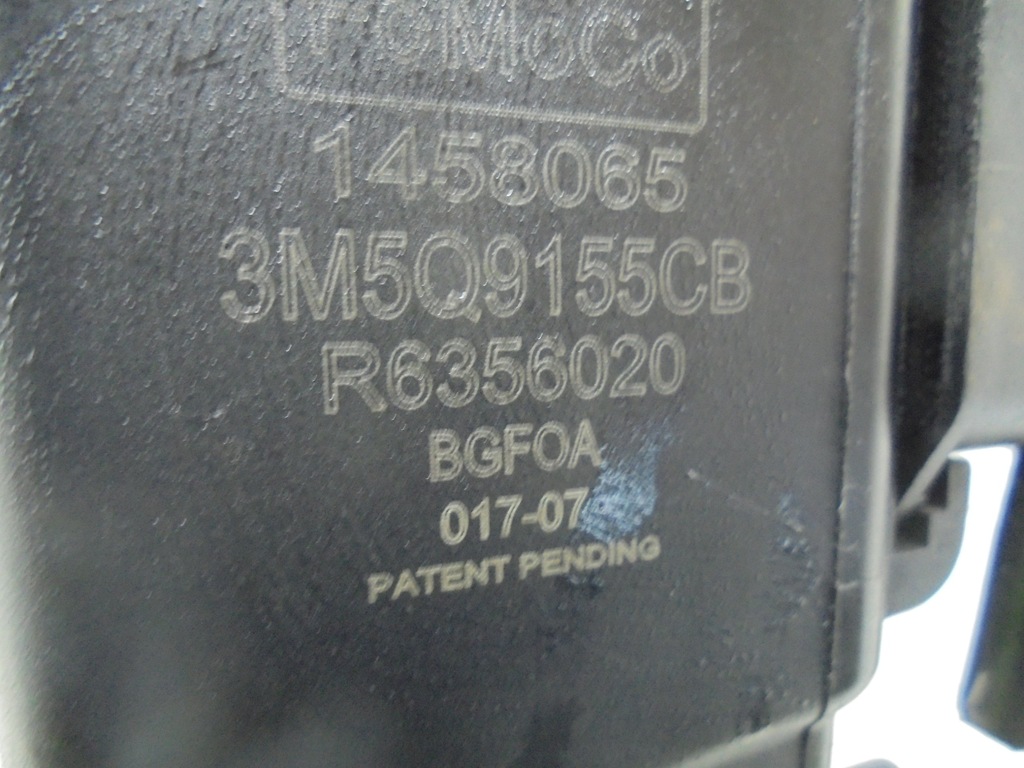 FoMoCo
1458065
3M5Q9155CB
R6356020
BGFOA
017-07
PATENT PENDING